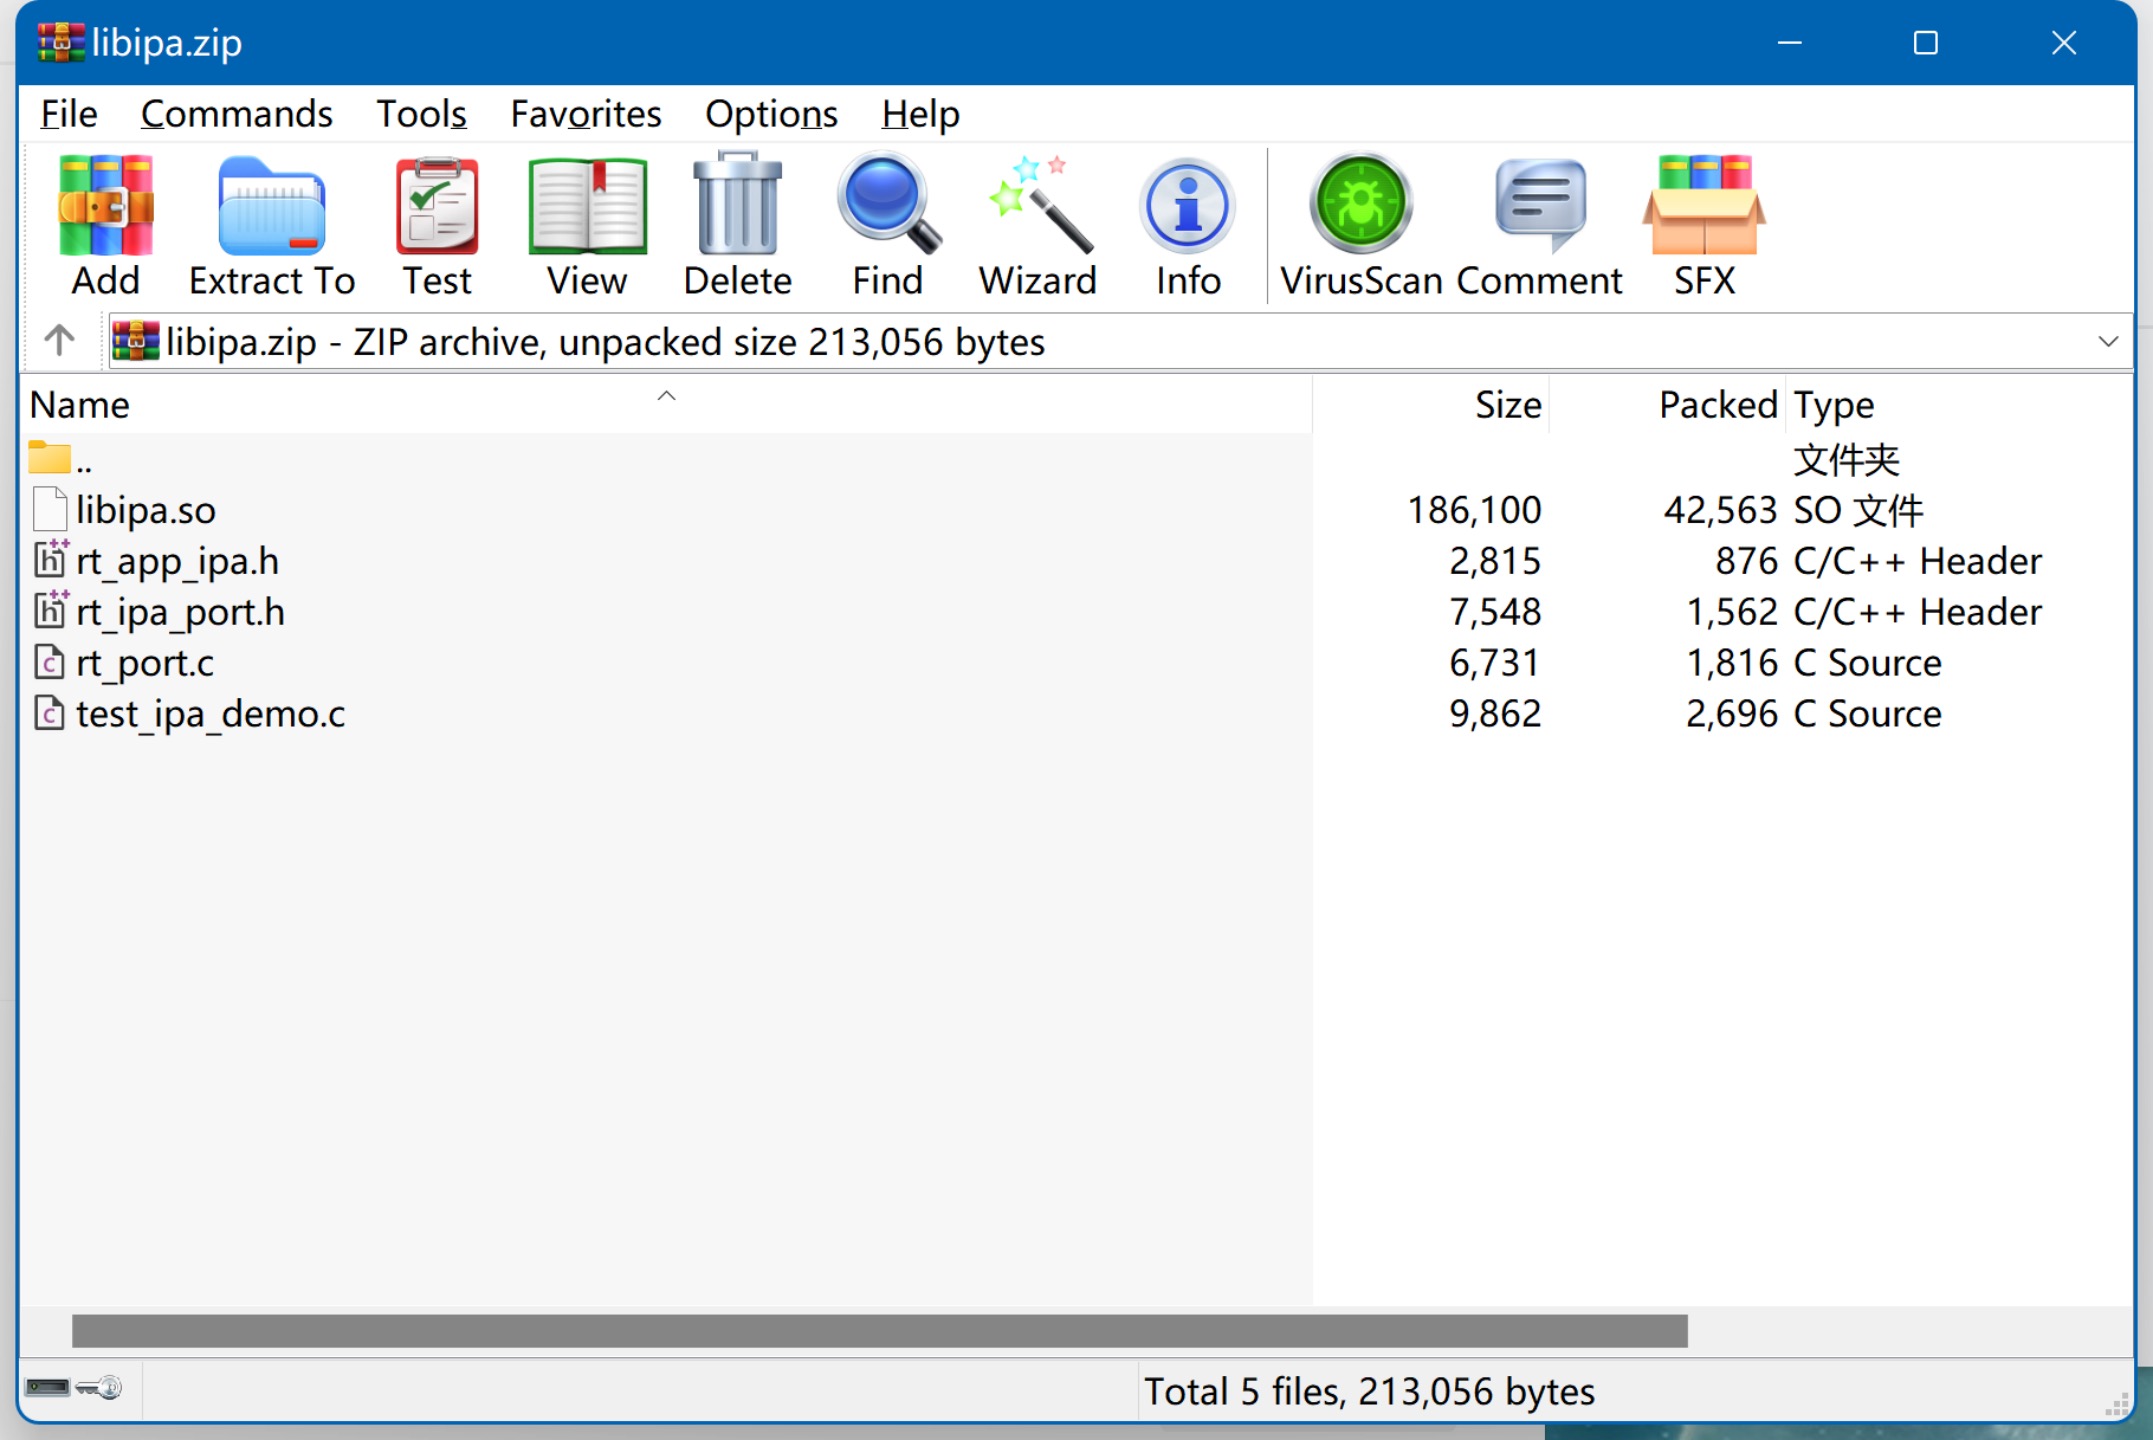 libipa.zip
File Commands Tools Favorites Options Help
Add Extract To Test View Delete Find Wizard Info VirusScan Comment SFX
libipa.zip - ZIP archive, unpacked size 213,056 bytes
Name Size Packed Type
.. 文件夹
libipa.so 186,100 42,563 SO 文件
rt_app_ipa.h 2,815 876 C/C++ Header
rt_ipa_port.h 7,548 1,562 C/C++ Header
rt_port.c 6,731 1,816 C Source
test_ipa_demo.c 9,862 2,696 C Source
Total 5 files, 213,056 bytes